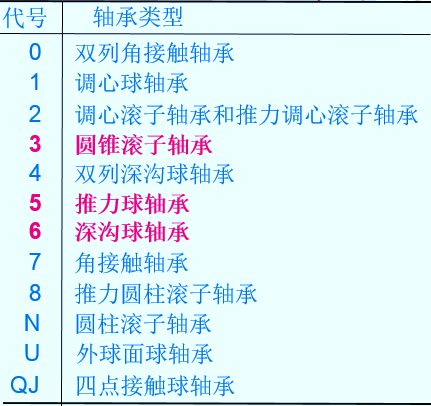 代号 轴承类型
0 双列角接触轴承
1 调心球轴承
2 调心滚子轴承和推力调心滚子轴承
3 圆锥滚子轴承
4 双列深沟球轴承
5 推力球轴承
6 深沟球轴承
7 角接触轴承
8 推力圆柱滚子轴承
N 圆柱滚子轴承
U 外球面球轴承
QJ 四点接触球轴承